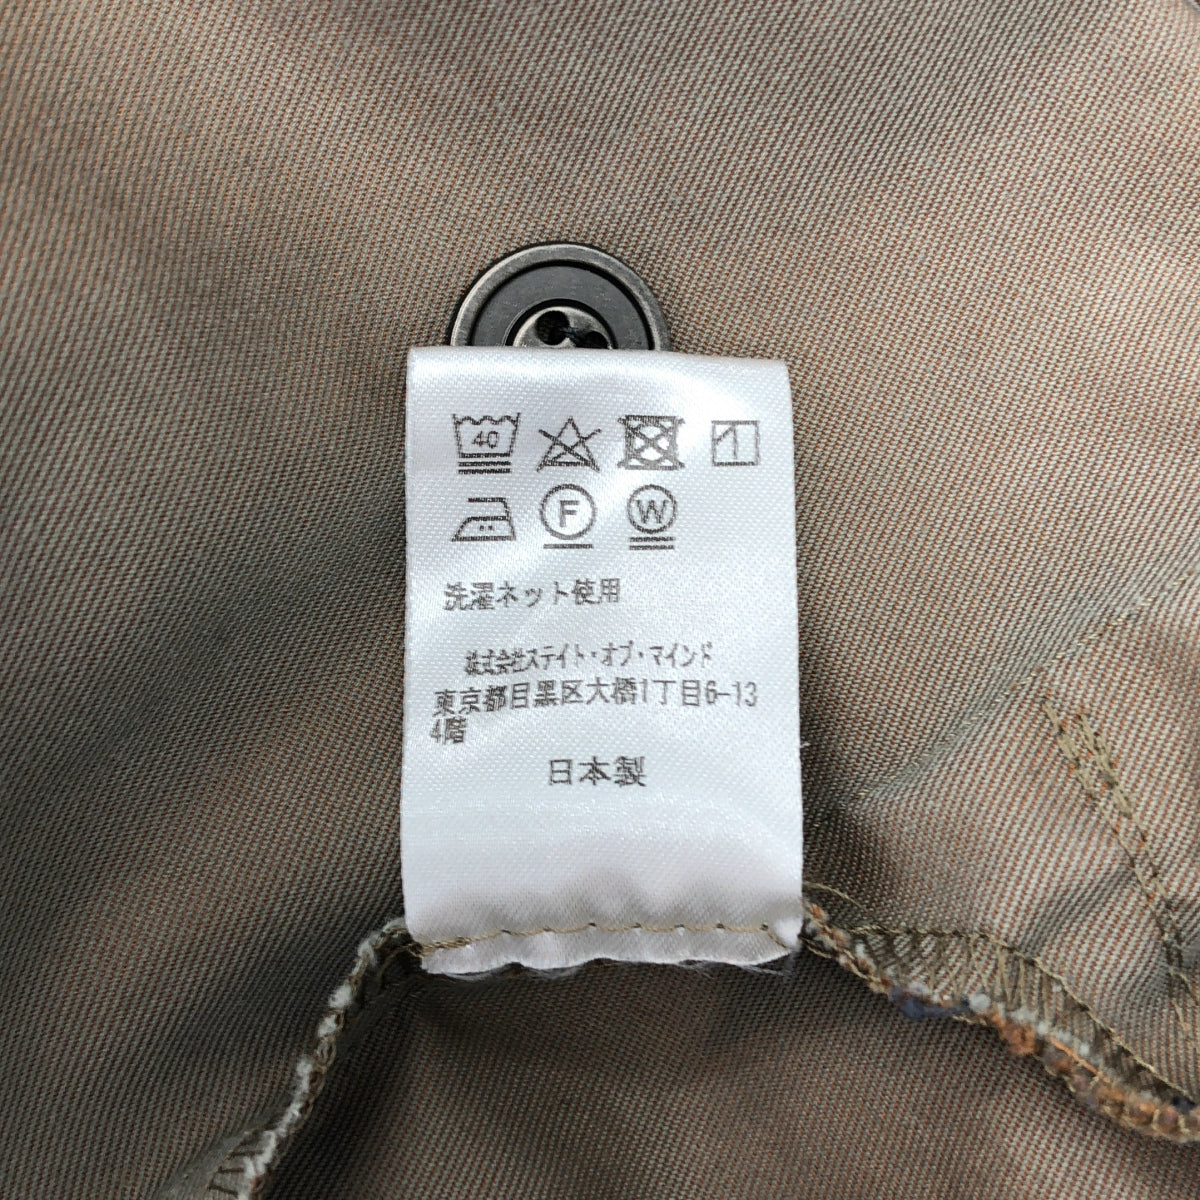 40
F W
洗濯ネット使用
株式会社ステイト・オブ・マインド
東京都目黒区大橋1丁目6-13
4階
日本製